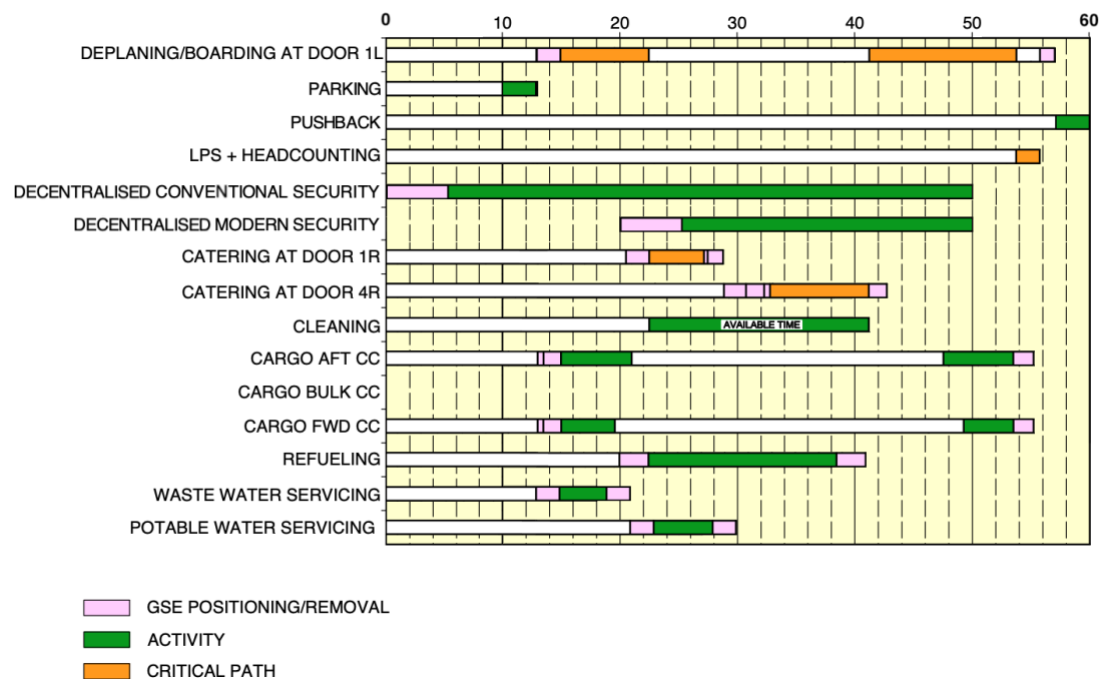 0 10 20 30 40 50 60
DEPLANING/BOARDING AT DOOR 1L
PARKING
PUSHBACK
LPS + HEADCOUNTING
DECENTRALISED CONVENTIONAL SECURITY
DECENTRALISED MODERN SECURITY
CATERING AT DOOR 1R
CATERING AT DOOR 4R
CLEANING AVAILABLE TIME
CARGO AFT CC
CARGO BULK CC
CARGO FWD CC
REFUELING
WASTE WATER SERVICING
POTABLE WATER SERVICING
GSE POSITIONING/REMOVAL
ACTIVITY
CRITICAL PATH